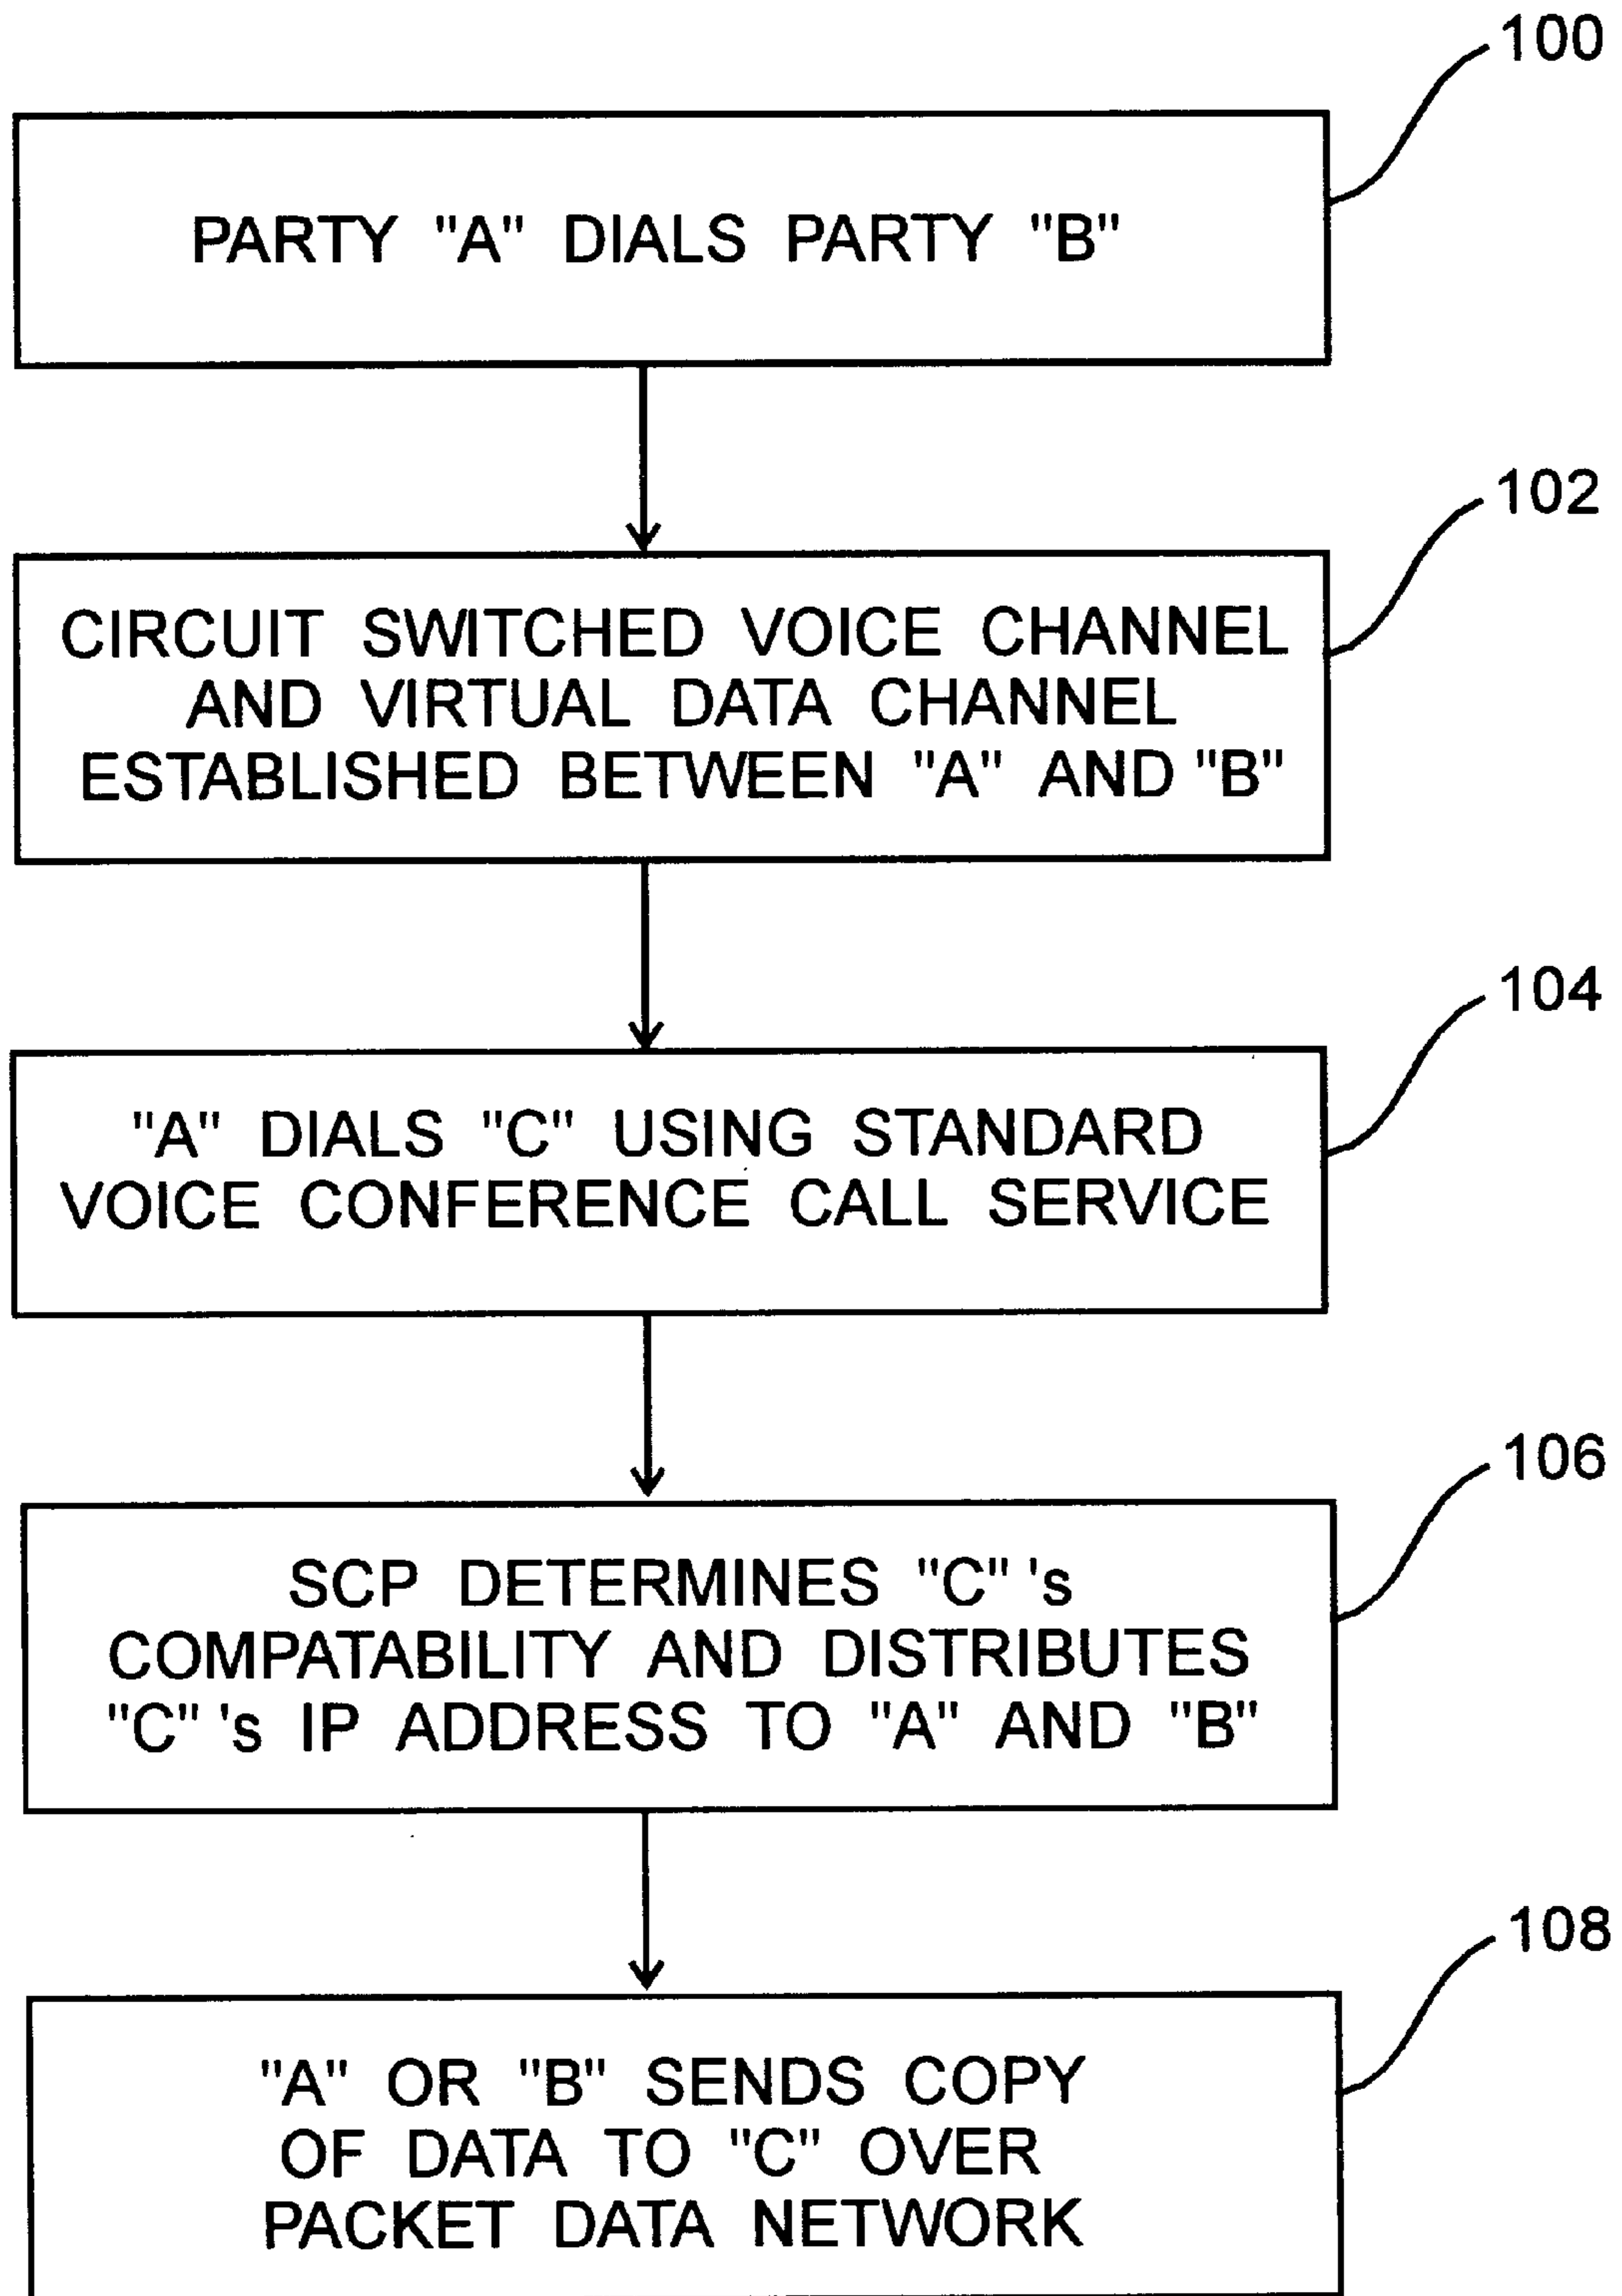 100
PARTY "A" DIALS PARTY "B"
102
CIRCUIT SWITCHED VOICE CHANNEL
AND VIRTUAL DATA CHANNEL
ESTABLISHED BETWEEN "A" AND "B"
104
"A" DIALS "C" USING STANDARD
VOICE CONFERENCE CALL SERVICE
106
SCP DETERMINES "C" 's
COMPATABILITY AND DISTRIBUTES
"C" 's IP ADDRESS TO "A" AND "B"
108
"A" OR "B" SENDS COPY
OF DATA TO "C" OVER
PACKET DATA NETWORK